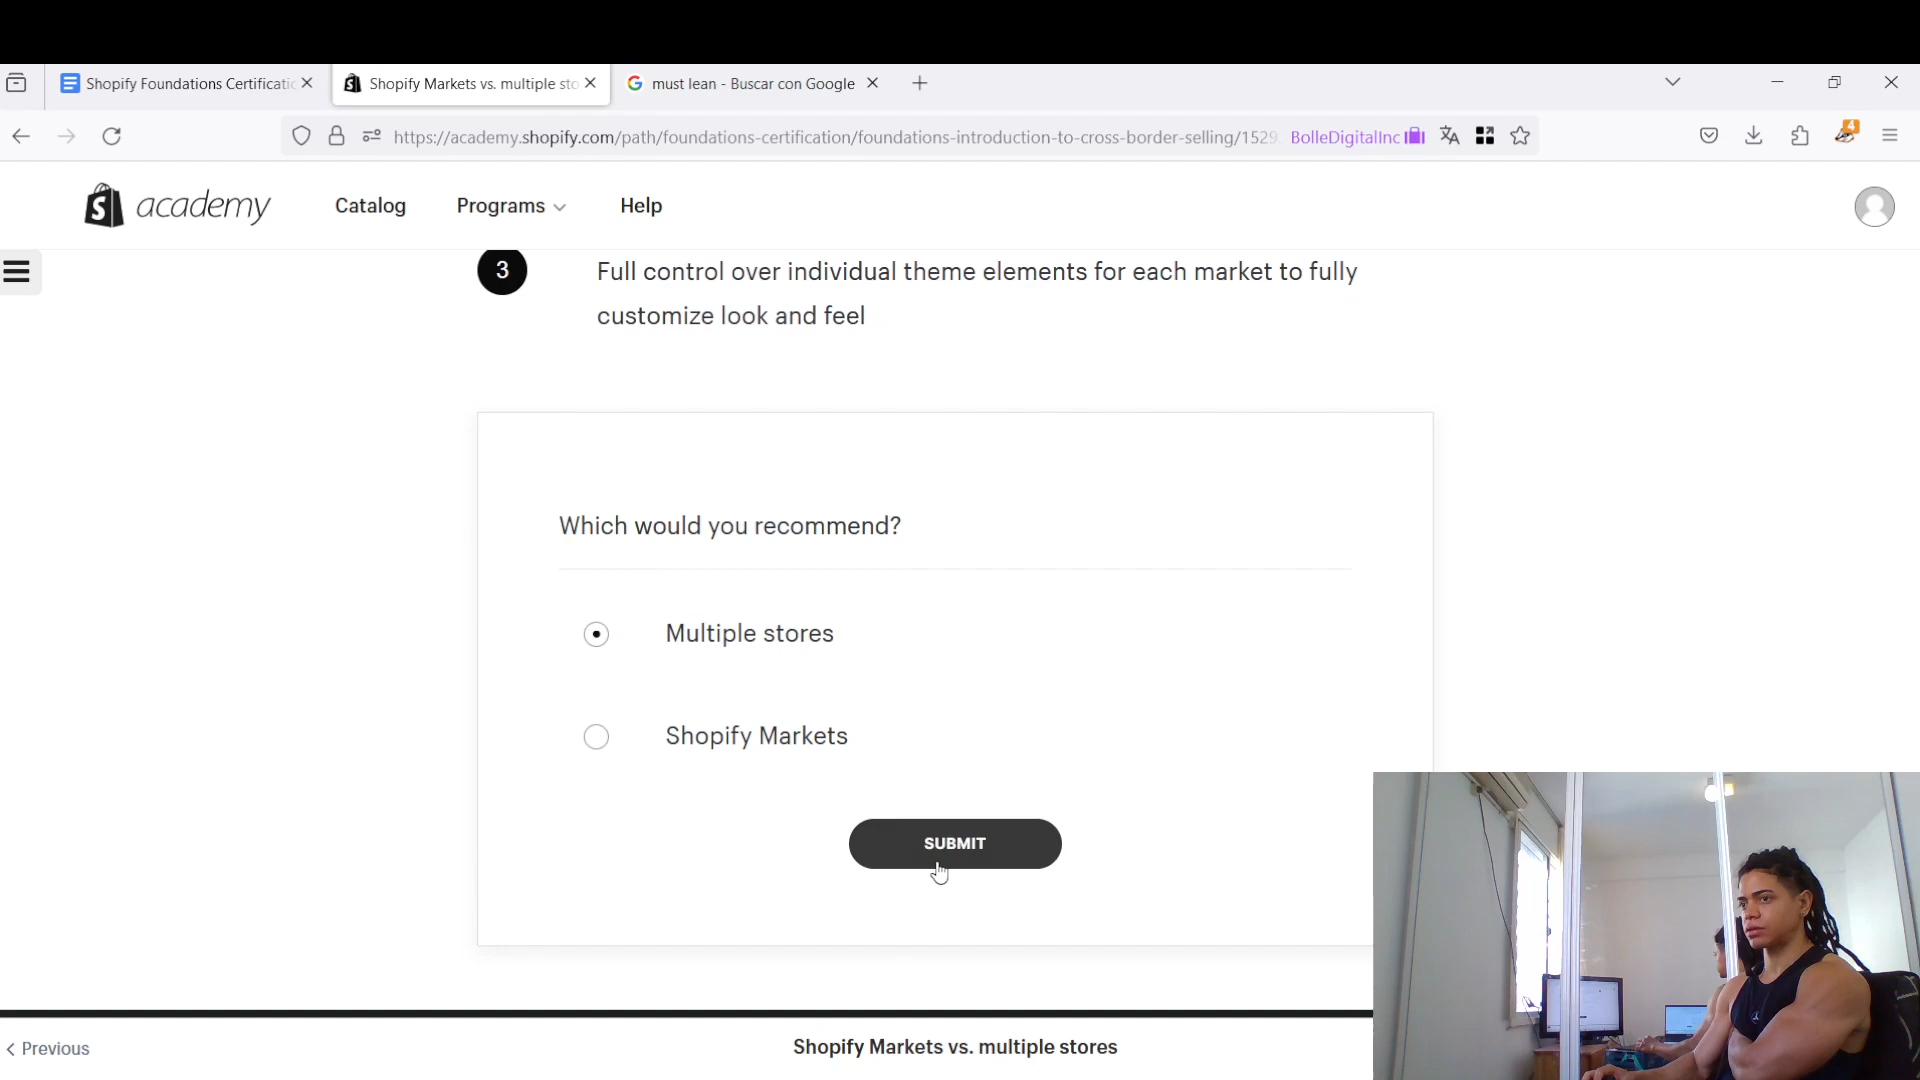 Shopify Foundations Certificatio
Shopify Markets vs. multiple sto
must lean - Buscar con Google
https://academy.shopify.com/path/foundations-certification/foundations-introduction-to-cross-border-selling/1529
BolleDigitalInc
4
academy
Catalog
Programs
Help
3
Full control over individual theme elements for each market to fully
customize look and feel
Which would you recommend?
Multiple stores
Shopify Markets
SUBMIT
Previous
Shopify Markets vs. multiple stores